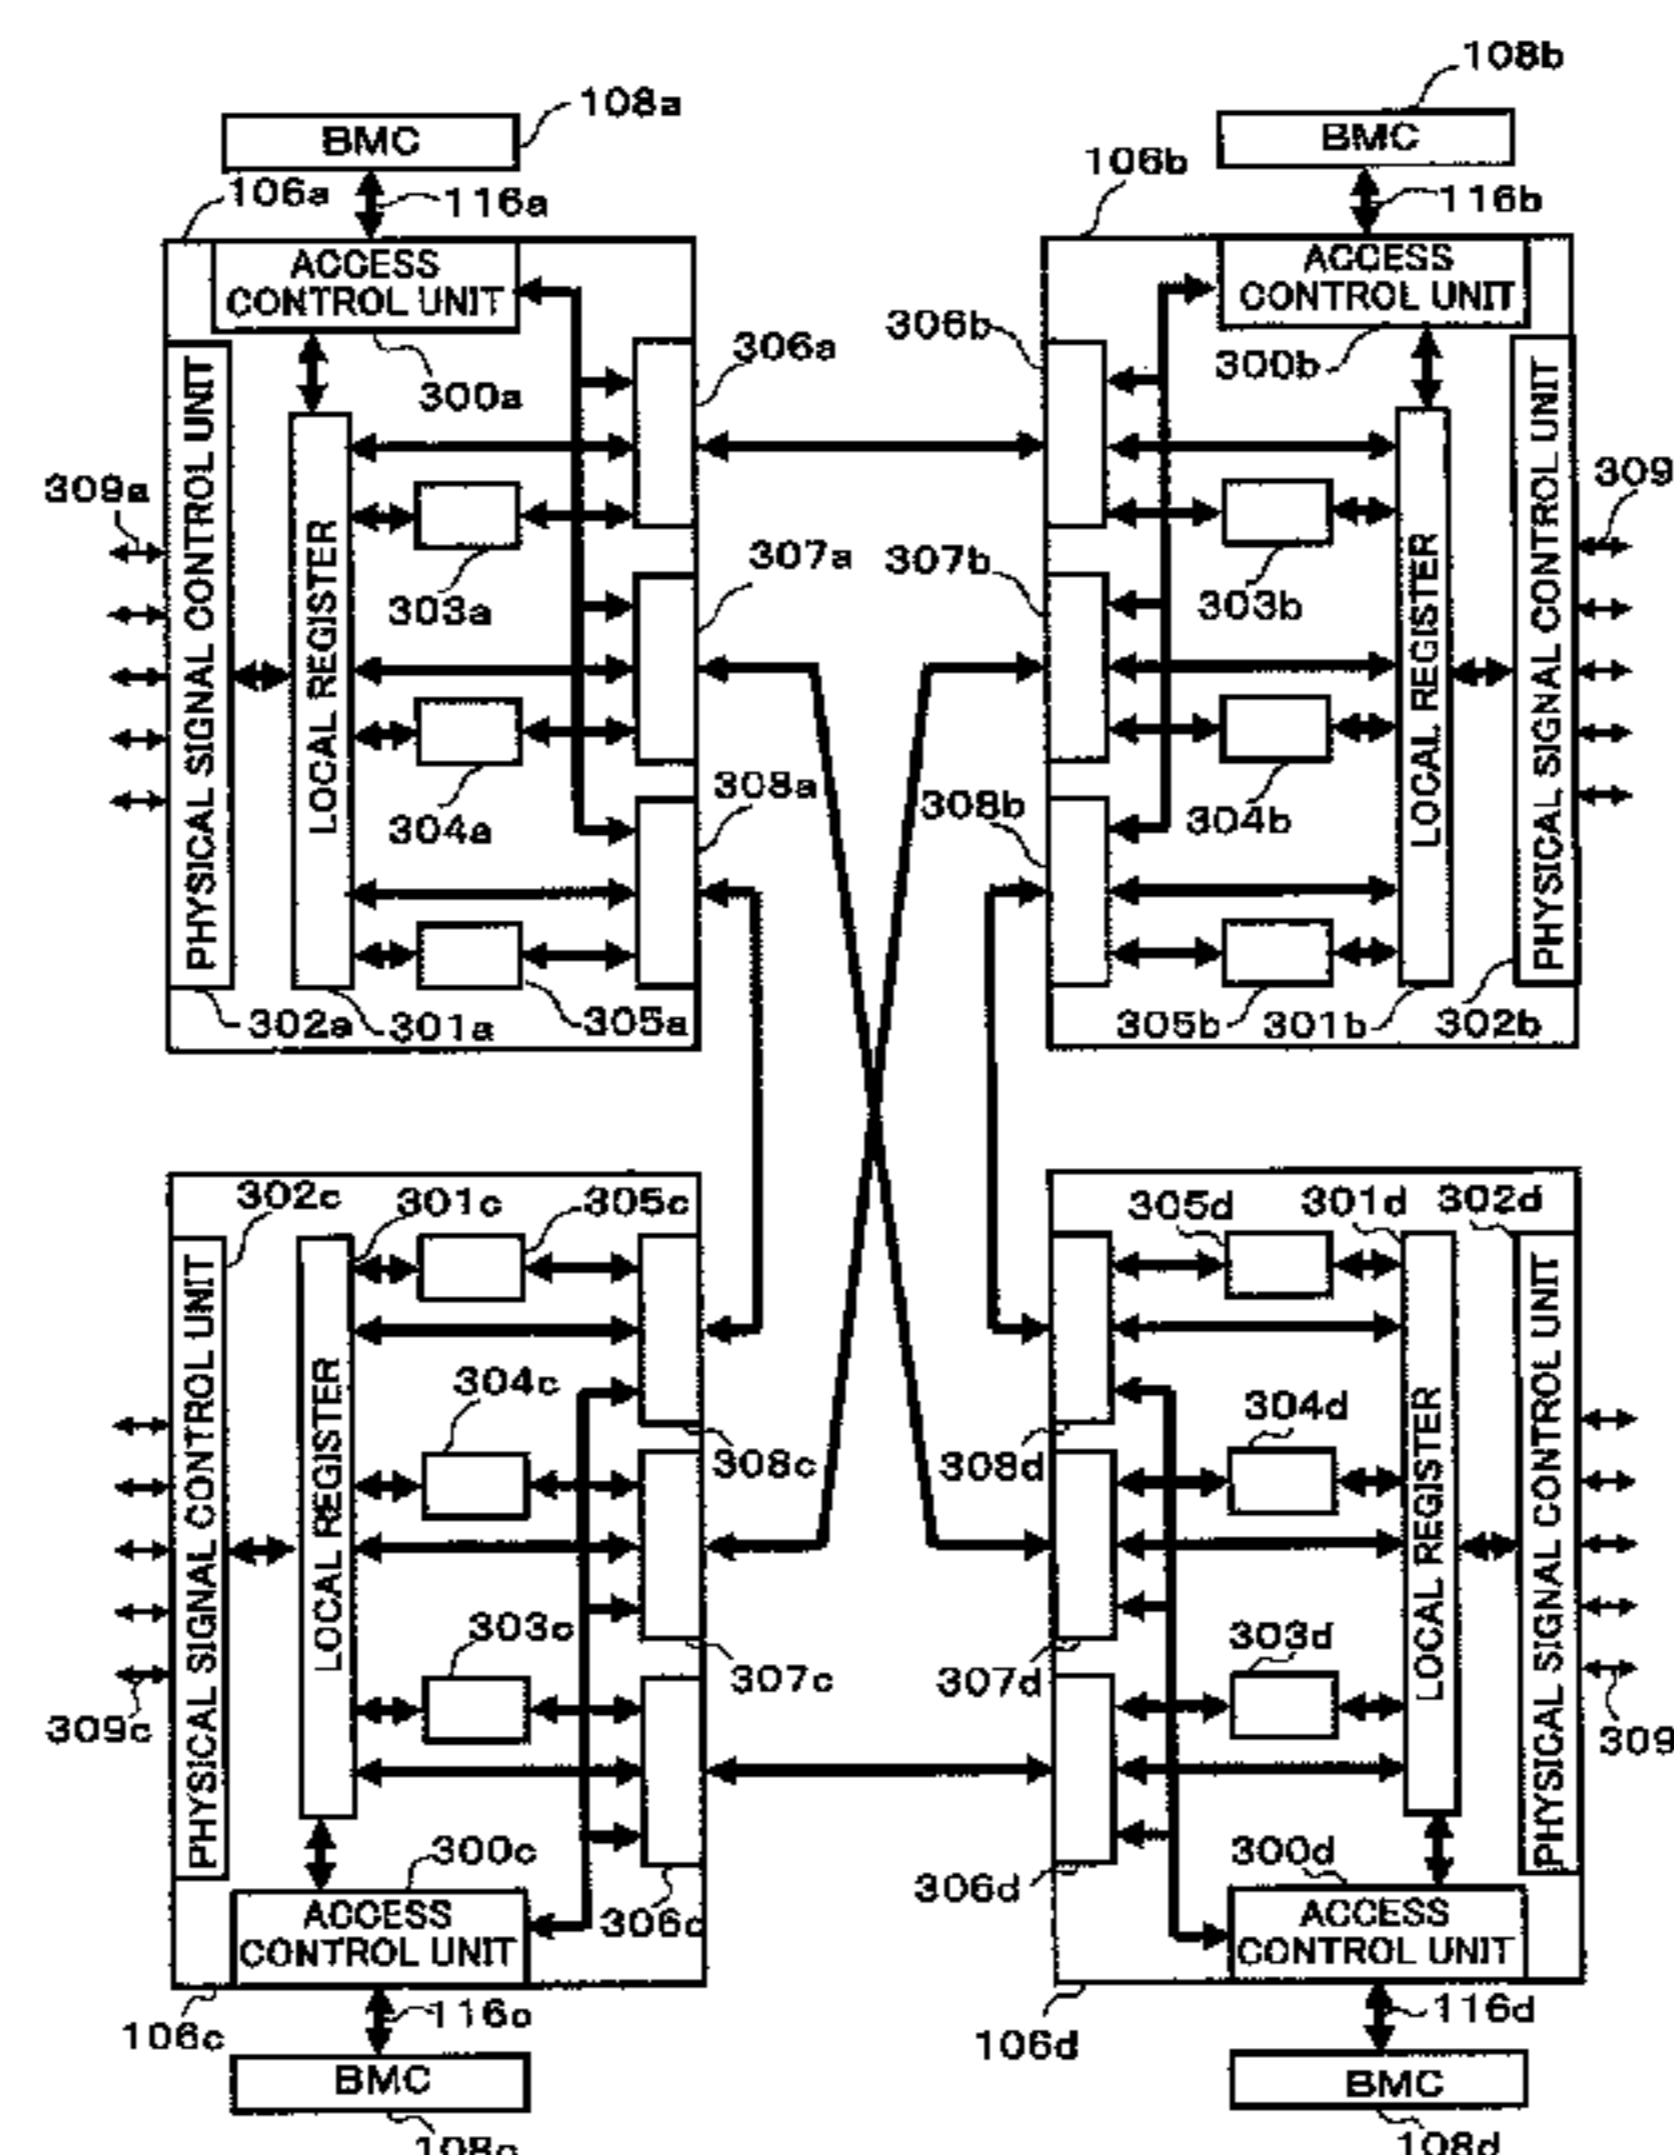 108b
108a
BMC
BMC
106b
106a
116a
116b
ACCESS
CONTROL UNIT
ACCESS
CONTROL UNIT
306b
306a
300a
300b
PHYSICAL SIGNAL CONTROL UNIT
LOCAL REGISTER
LOCAL REGISTER
PHYSICAL SIGNAL CONTROL UNIT
309a
309
307a
307b
303a
303b
308a
308b
304a
304b
302a
301a
305a
305b
301b
302b
302c
301c
305c
305d
301d
302d
PHYSICAL SIGNAL CONTROL UNIT
LOCAL REGISTER
LOCAL REGISTER
PHYSICAL SIGNAL CONTROL UNIT
304c
304d
308c
308d
303c
303d
307c
307d
309c
309
300c
300d
306d
306c
ACCESS
CONTROL UNIT
ACCESS
CONTROL UNIT
116c
116d
106c
106d
BMC
BMC
108c
108d